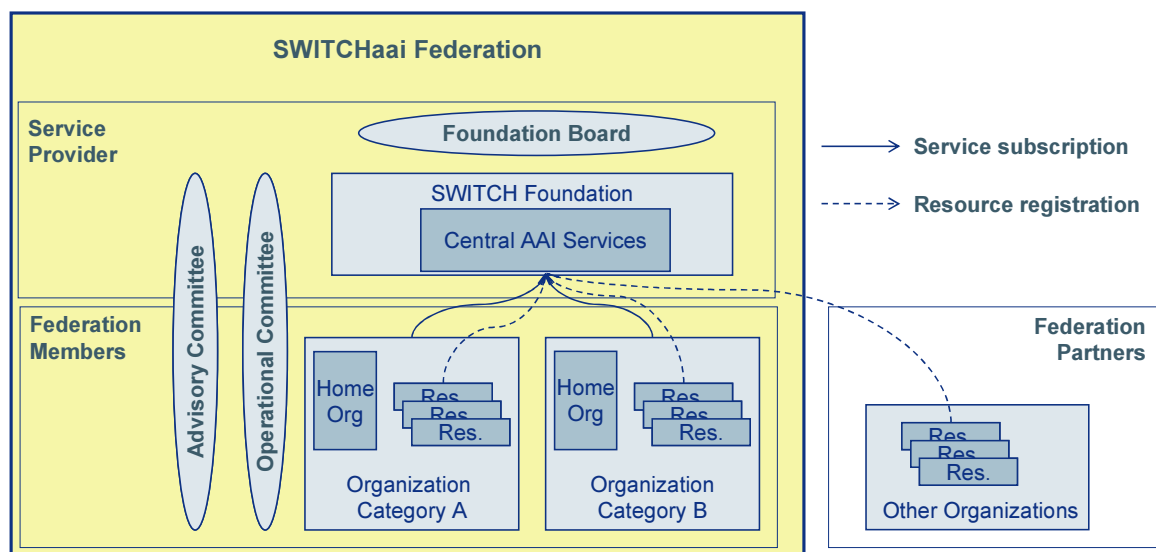 SWITCHaai Federation
Service
Provider
Foundation Board
Service subscription
SWITCH Foundation
Resource registration
Central AAI Services
Advisory Committee
Operational Committee
Federation
Members
Federation
Partners
Home
Org
Res.
Res.
Res.
Home
Org
Res.
Res.
Res.
Organization
Category A
Organization
Category B
Res.
Res.
Res.
Other Organizations